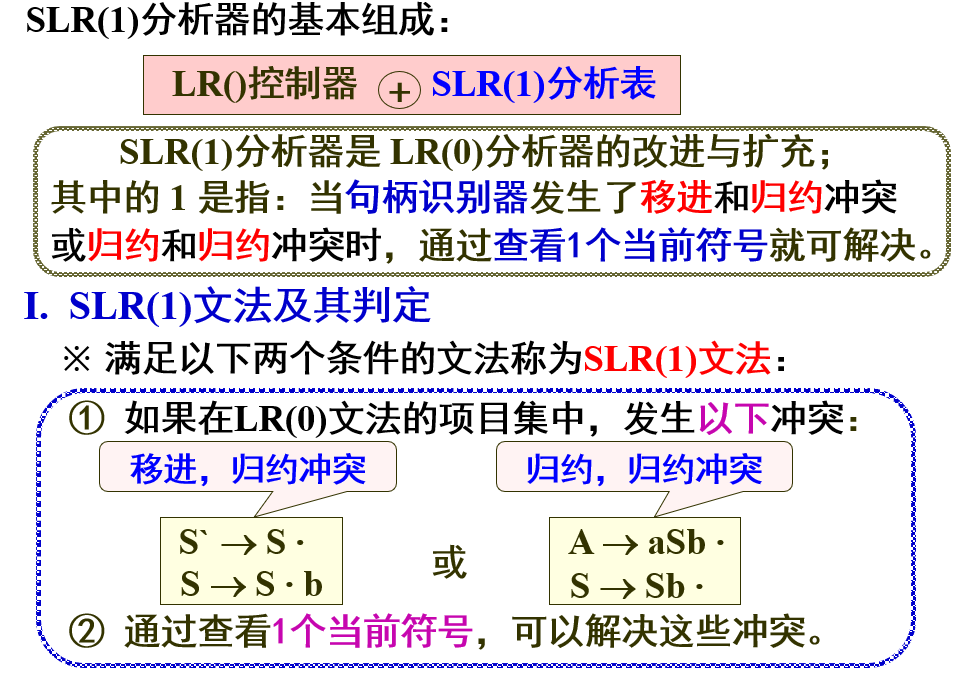 SLR(1)分析器的基本组成：
LR()控制器 + SLR(1)分析表
SLR(1)分析器是 LR(0)分析器的改进与扩充；
其中的 1 是指：当句柄识别器发生了移进和归约冲突
或归约和归约冲突时，通过查看1个当前符号就可解决。
I. SLR(1)文法及其判定
※ 满足以下两个条件的文法称为SLR(1)文法：
① 如果在LR(0)文法的项目集中，发生以下冲突：
移进，归约冲突
归约，归约冲突
S` → S ·
S → S · b
或
A → aSb ·
S → Sb ·
② 通过查看1个当前符号，可以解决这些冲突。